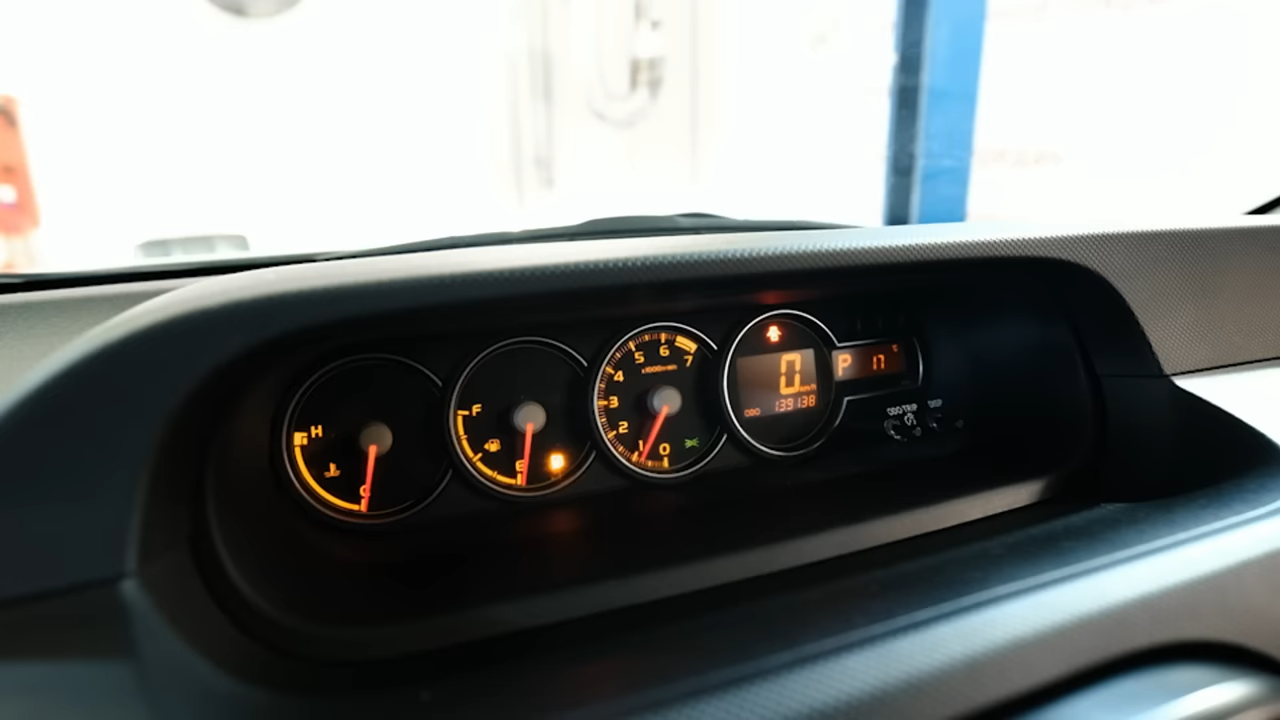 H
C
F
E
0
1
2
3
4
5
6
7
x1000r/min
0 km/h
ODO 139138
P 17 °C
ODO TRIP
DISP